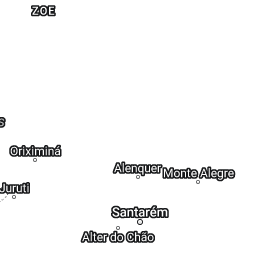 ZOE
S
Oriximiná
Alenquer
Monte Alegre
Juruti
Santarém
Alter do Chão